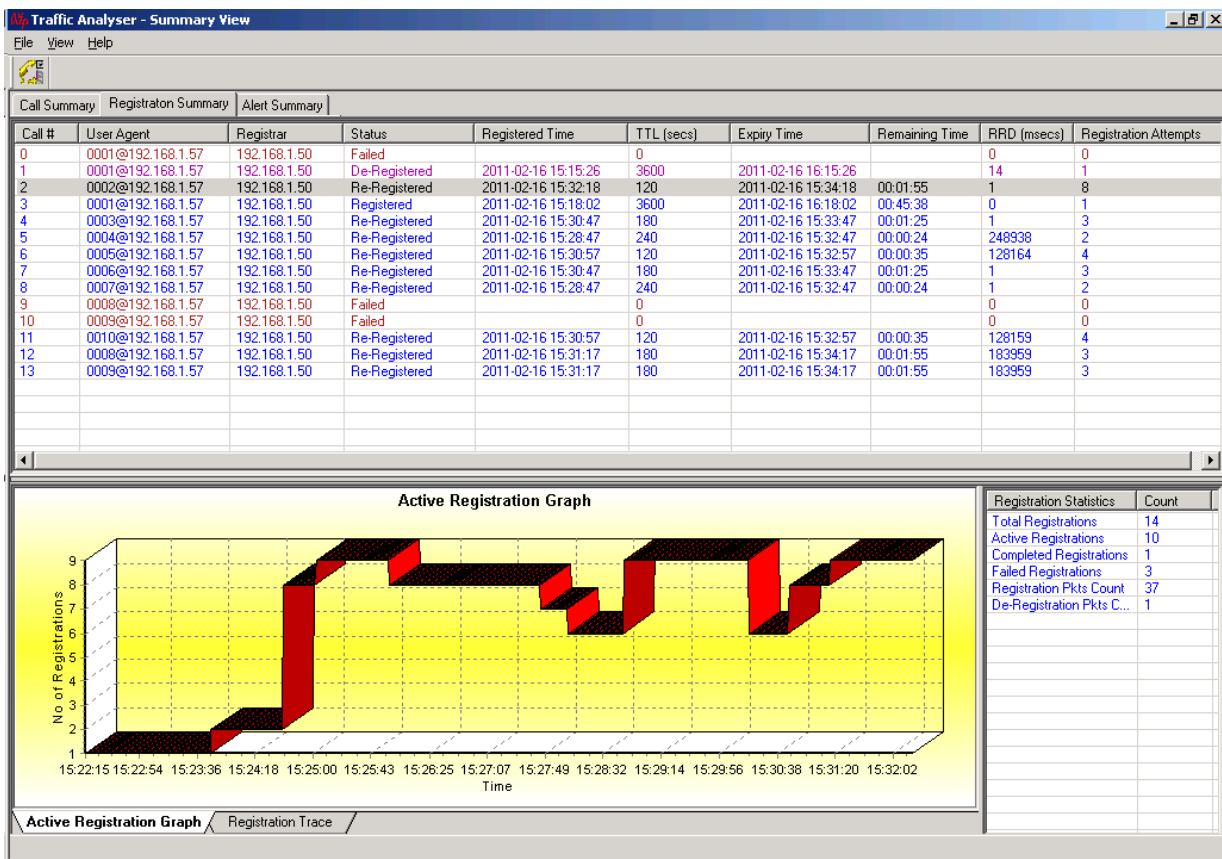 Traffic Analyser - Summary View
File View Help
Call Summary Registraton Summary Alert Summary
Call # User Agent Registrar Status Registered Time TTL (secs) Expiry Time Remaining Time RRD (msecs) Registration Attempts
0 0001@192.168.1.57 192.168.1.50 Failed 0 0 0
1 0001@192.168.1.57 192.168.1.50 De-Registered 2011-02-16 15:15:26 3600 2011-02-16 16:15:26 14 1
2 0002@192.168.1.57 192.168.1.50 Re-Registered 2011-02-16 15:32:18 120 2011-02-16 15:34:18 00:01:55 1 8
3 0001@192.168.1.57 192.168.1.50 Registered 2011-02-16 15:18:02 3600 2011-02-16 16:18:02 00:45:38 0 1
4 0003@192.168.1.57 192.168.1.50 Re-Registered 2011-02-16 15:30:47 180 2011-02-16 15:33:47 00:01:25 1 3
5 0004@192.168.1.57 192.168.1.50 Re-Registered 2011-02-16 15:28:47 240 2011-02-16 15:32:47 00:00:24 248938 2
6 0005@192.168.1.57 192.168.1.50 Re-Registered 2011-02-16 15:30:57 120 2011-02-16 15:32:57 00:00:35 128164 4
7 0006@192.168.1.57 192.168.1.50 Re-Registered 2011-02-16 15:30:47 180 2011-02-16 15:33:47 00:01:25 1 3
8 0007@192.168.1.57 192.168.1.50 Re-Registered 2011-02-16 15:28:47 240 2011-02-16 15:32:47 00:00:24 1 2
9 0008@192.168.1.57 192.168.1.50 Failed 0 0 0
10 0009@192.168.1.57 192.168.1.50 Failed 0 0 0
11 0010@192.168.1.57 192.168.1.50 Re-Registered 2011-02-16 15:30:57 120 2011-02-16 15:32:57 00:00:35 128159 4
12 0008@192.168.1.57 192.168.1.50 Re-Registered 2011-02-16 15:31:17 180 2011-02-16 15:34:17 00:01:55 183959 3
13 0009@192.168.1.57 192.168.1.50 Re-Registered 2011-02-16 15:31:17 180 2011-02-16 15:34:17 00:01:55 183959 3
Active Registration Graph
No of Registrations
9
8
7
6
5
4
3
2
1
15:22:15 15:22:54 15:23:36 15:24:18 15:25:00 15:25:43 15:26:25 15:27:07 15:27:49 15:28:32 15:29:14 15:29:56 15:30:38 15:31:20 15:32:02
Time
Registration Statistics Count
Total Registrations 14
Active Registrations 10
Completed Registrations 1
Failed Registrations 3
Registration Pkts Count 37
De-Registration Pkts C... 1
Active Registration Graph Registration Trace